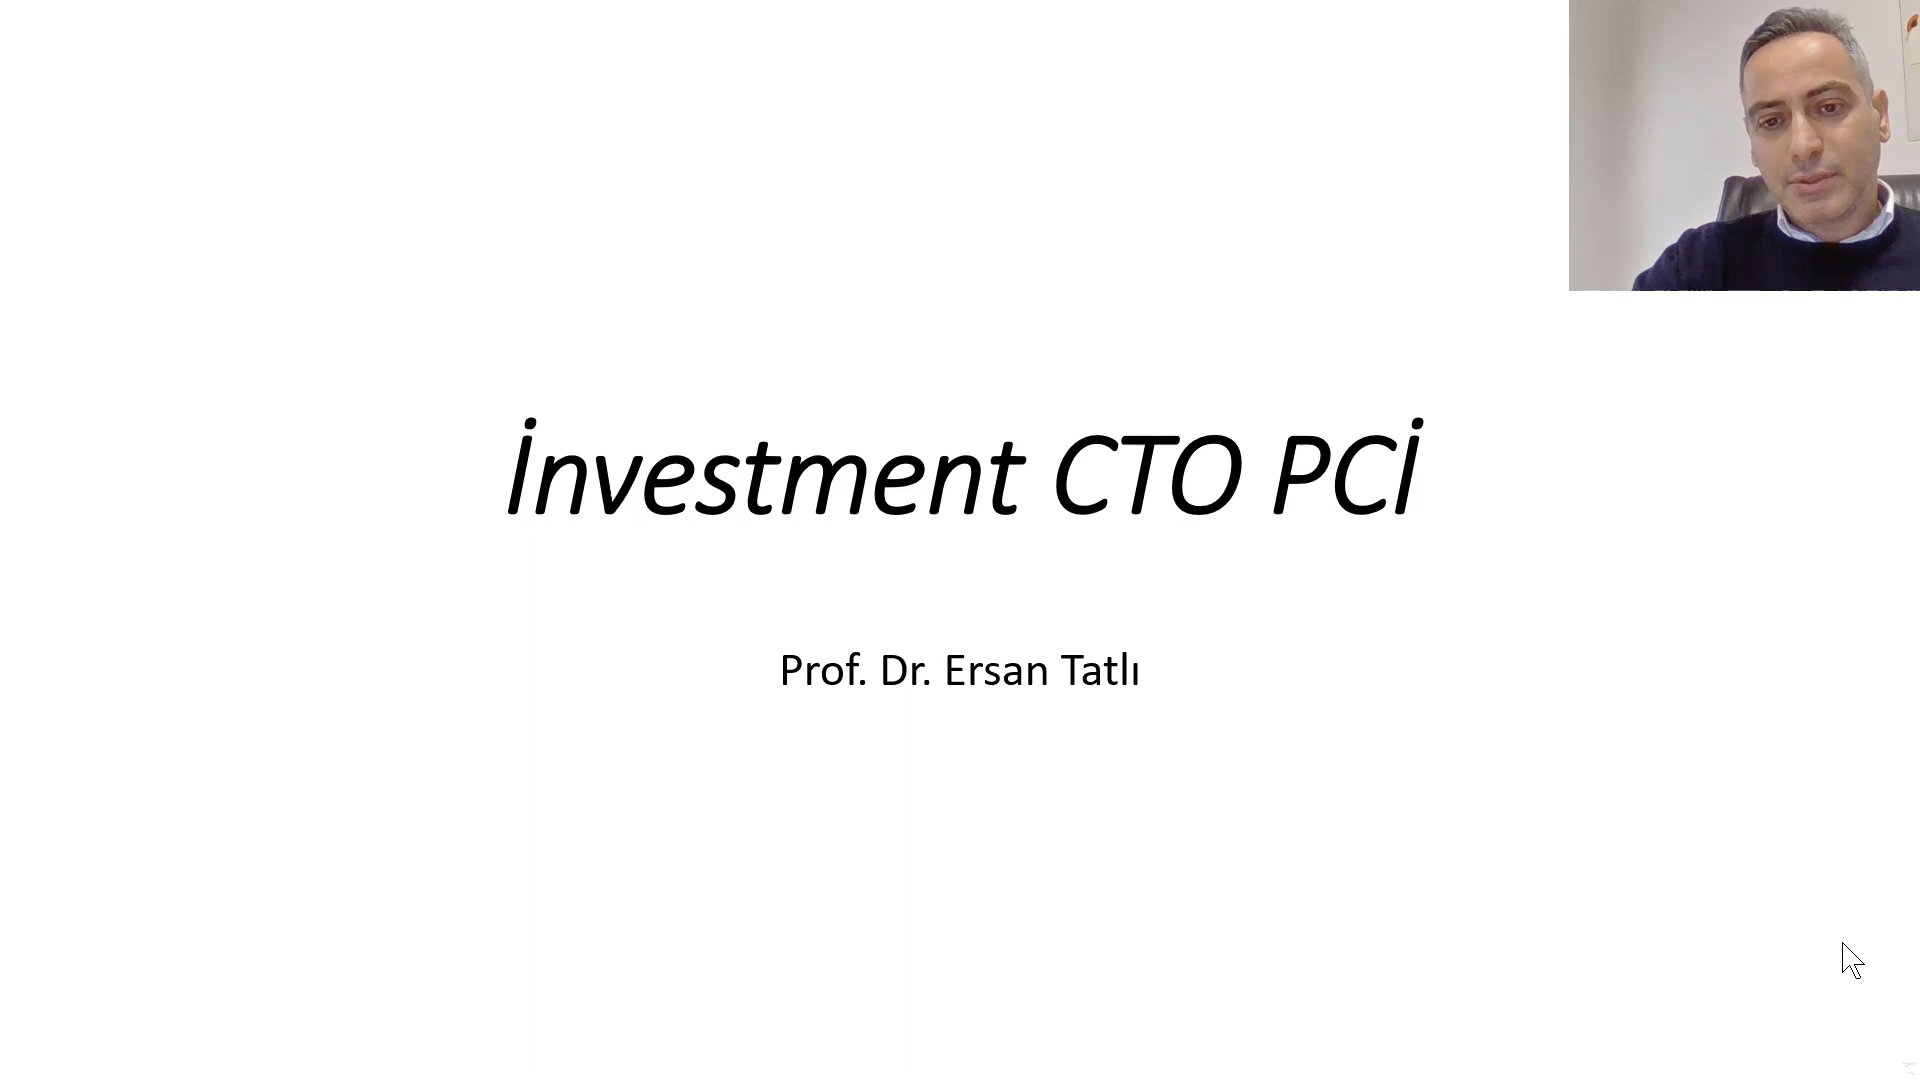 İnvestment CTO PCİ
Prof. Dr. Ersan Tatlı